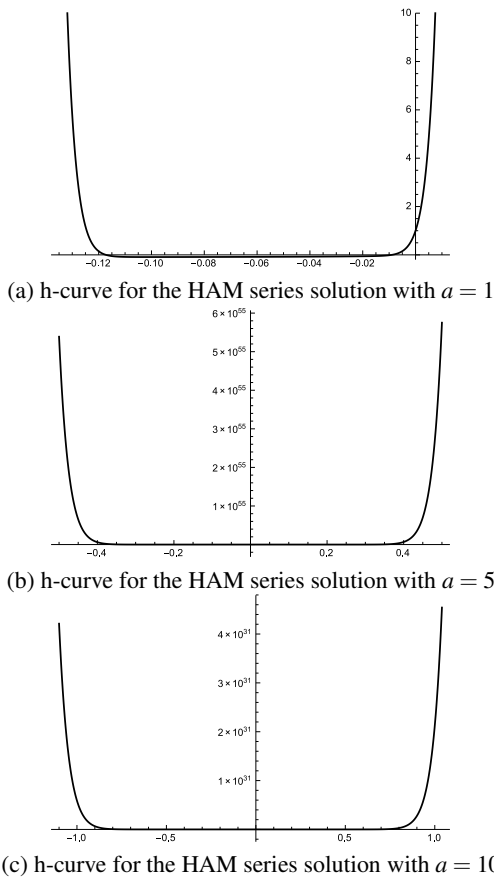 10
8
6
4
2
−0.12 −0.10 −0.08 −0.06 −0.04 −0.02
(a) h-curve for the HAM series solution with a = 1
6 × 10^55
5 × 10^55
4 × 10^55
3 × 10^55
2 × 10^55
1 × 10^55
−0,4 −0,2 0,2 0,4
(b) h-curve for the HAM series solution with a = 5
4 × 10^31
3 × 10^31
2 × 10^31
1 × 10^31
−1,0 −0,5 0,5 1,0
(c) h-curve for the HAM series solution with a = 10